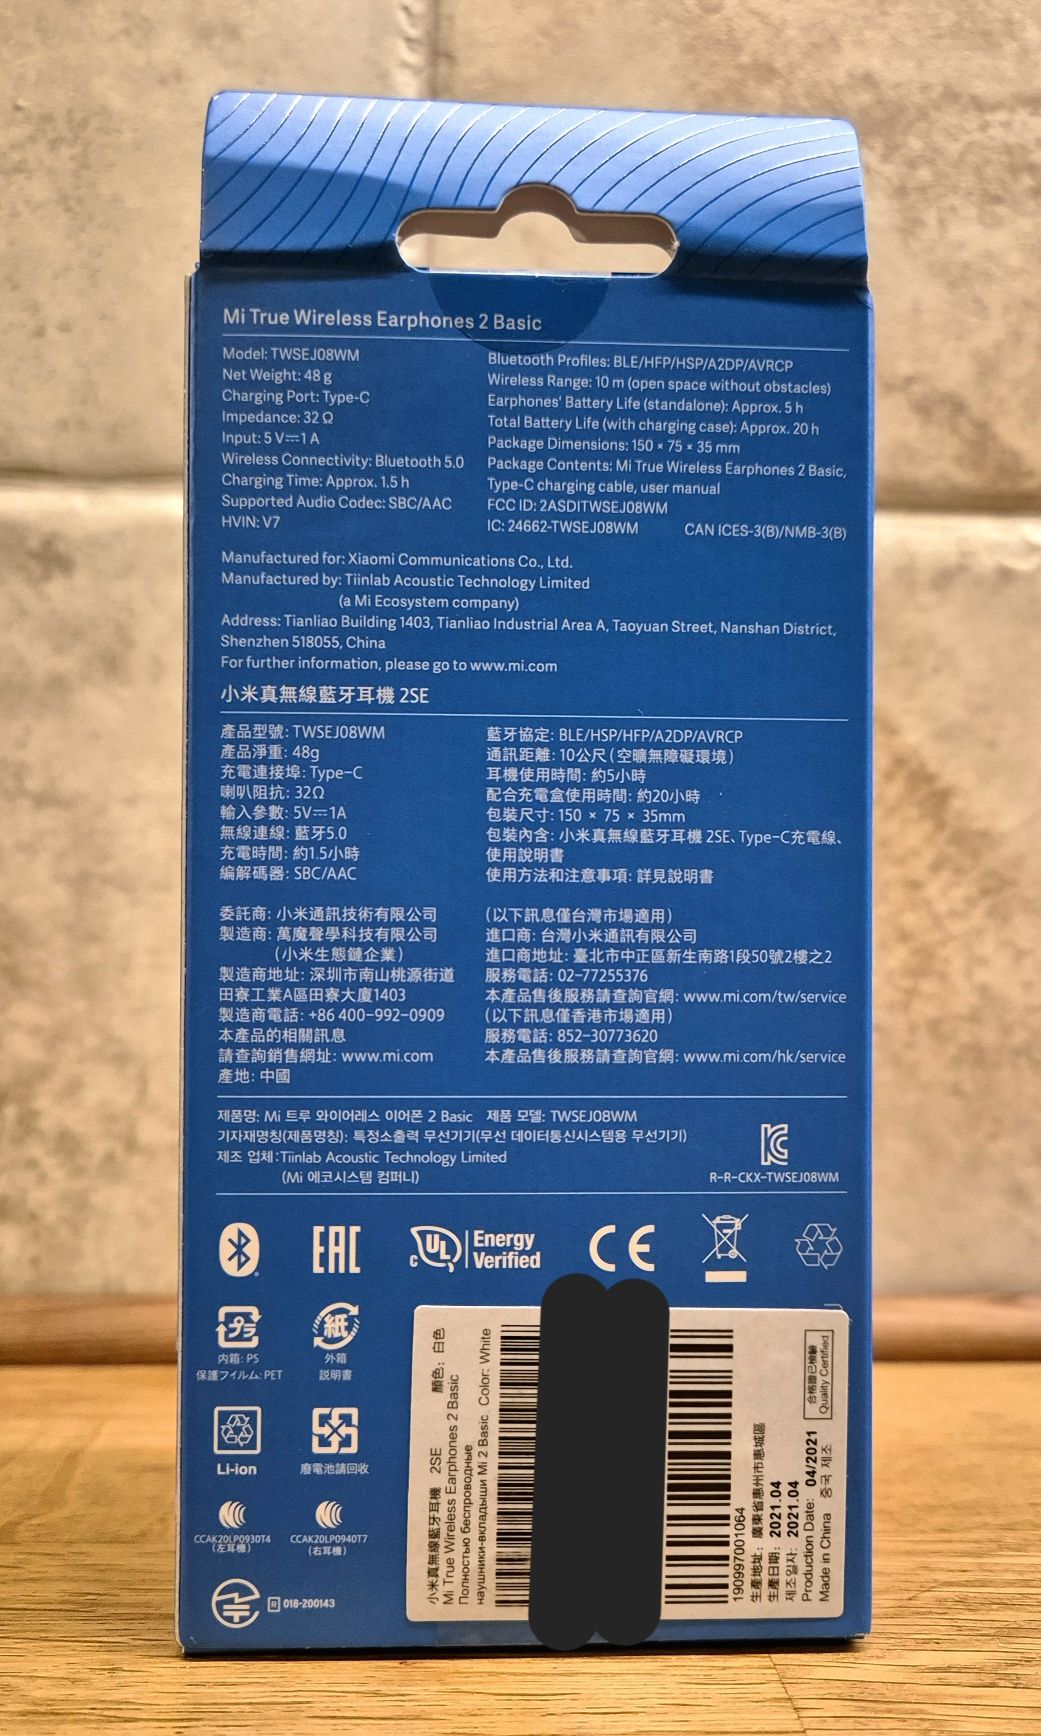 Mi True Wireless Earphones 2 Basic
Model: TWSEJ08WM
Net Weight: 48 g
Charging Port: Type-C
Impedance: 32 Ω
Input: 5 V⎓1 A
Wireless Connectivity: Bluetooth 5.0
Charging Time: Approx. 1.5 h
Supported Audio Codec: SBC/AAC
HVIN: V7
Bluetooth Profiles: BLE/HFP/HSP/A2DP/AVRCP
Wireless Range: 10 m (open space without obstacles)
Earphones' Battery Life (standalone): Approx. 5 h
Total Battery Life (with charging case): Approx. 20 h
Package Dimensions: 150 × 75 × 35 mm
Package Contents: Mi True Wireless Earphones 2 Basic,
Type-C charging cable, user manual
FCC ID: 2ASDITWSEJ08WM
IC: 24662-TWSEJ08WM CAN ICES-3(B)/NMB-3(B)
Manufactured for: Xiaomi Communications Co., Ltd.
Manufactured by: Tiinlab Acoustic Technology Limited
(a Mi Ecosystem company)
Address: Tianliao Building 1403, Tianliao Industrial Area A, Taoyuan Street, Nanshan District,
Shenzhen 518055, China
For further information, please go to www.mi.com
小米真無線藍牙耳機 2SE
產品型號: TWSEJ08WM
產品淨重: 48g
充電連接埠: Type-C
喇叭阻抗: 32Ω
輸入參數: 5V⎓1A
無線連線: 藍牙5.0
充電時間: 約1.5小時
編解碼器: SBC/AAC
藍牙協定: BLE/HSP/HFP/A2DP/AVRCP
通訊距離: 10公尺(空曠無障礙環境)
耳機使用時間: 約5小時
配合充電盒使用時間: 約20小時
包裝尺寸: 150 × 75 × 35mm
包裝內含: 小米真無線藍牙耳機 2SE、Type-C充電線、
使用說明書
使用方法和注意事項: 詳見說明書
委託商: 小米通訊技術有限公司
製造商: 萬魔聲學科技有限公司
(小米生態鏈企業)
製造商地址: 深圳市南山桃源街道
田寮工業A區田寮大廈1403
製造商電話: +86 400-992-0909
本產品的相關訊息
請查詢銷售網址: www.mi.com
產地: 中國
(以下訊息僅台灣市場適用)
進口商: 台灣小米通訊有限公司
進口商地址: 臺北市中正區新生南路1段50號2樓之2
服務電話: 02-77255376
本產品售後服務請查詢官網: www.mi.com/tw/service
(以下訊息僅香港市場適用)
服務電話: 852-30773620
本產品售後服務請查詢官網: www.mi.com/hk/service
제품명: Mi 트루 와이어레스 이어폰 2 Basic 제품 모델: TWSEJ08WM
기자재명칭(제품명칭): 특정소출력 무선기기(무선 데이터통신시스템용 무선기기)
제조 업체:Tiinlab Acoustic Technology Limited
(Mi 에코시스템 컴퍼니)
R-R-CKX-TWSEJ08WM
EAC
c UL Energy
Verified
CE
プラ
内箱: PS
保護フィルム: PET
紙
外箱
説明書
Li-ion
廢電池請回收
CCAK20LP0930T4
(左耳機)
CCAK20LP0940T7
(右耳機)
R 018-200143
小米真無線藍牙耳機 2SE 顏色: 白色
Mi True Wireless Earphones 2 Basic
Полностью беспроводные
наушники-вкладыши Mi 2 Basic Color: White
190997001064
生產地址: 廣東省惠州市惠城區
生產日期: 2021.04
제조일자: 2021.04
Production Date: 04/2021
Made in China 중국 제조
合格證已檢驗
Quality Certified